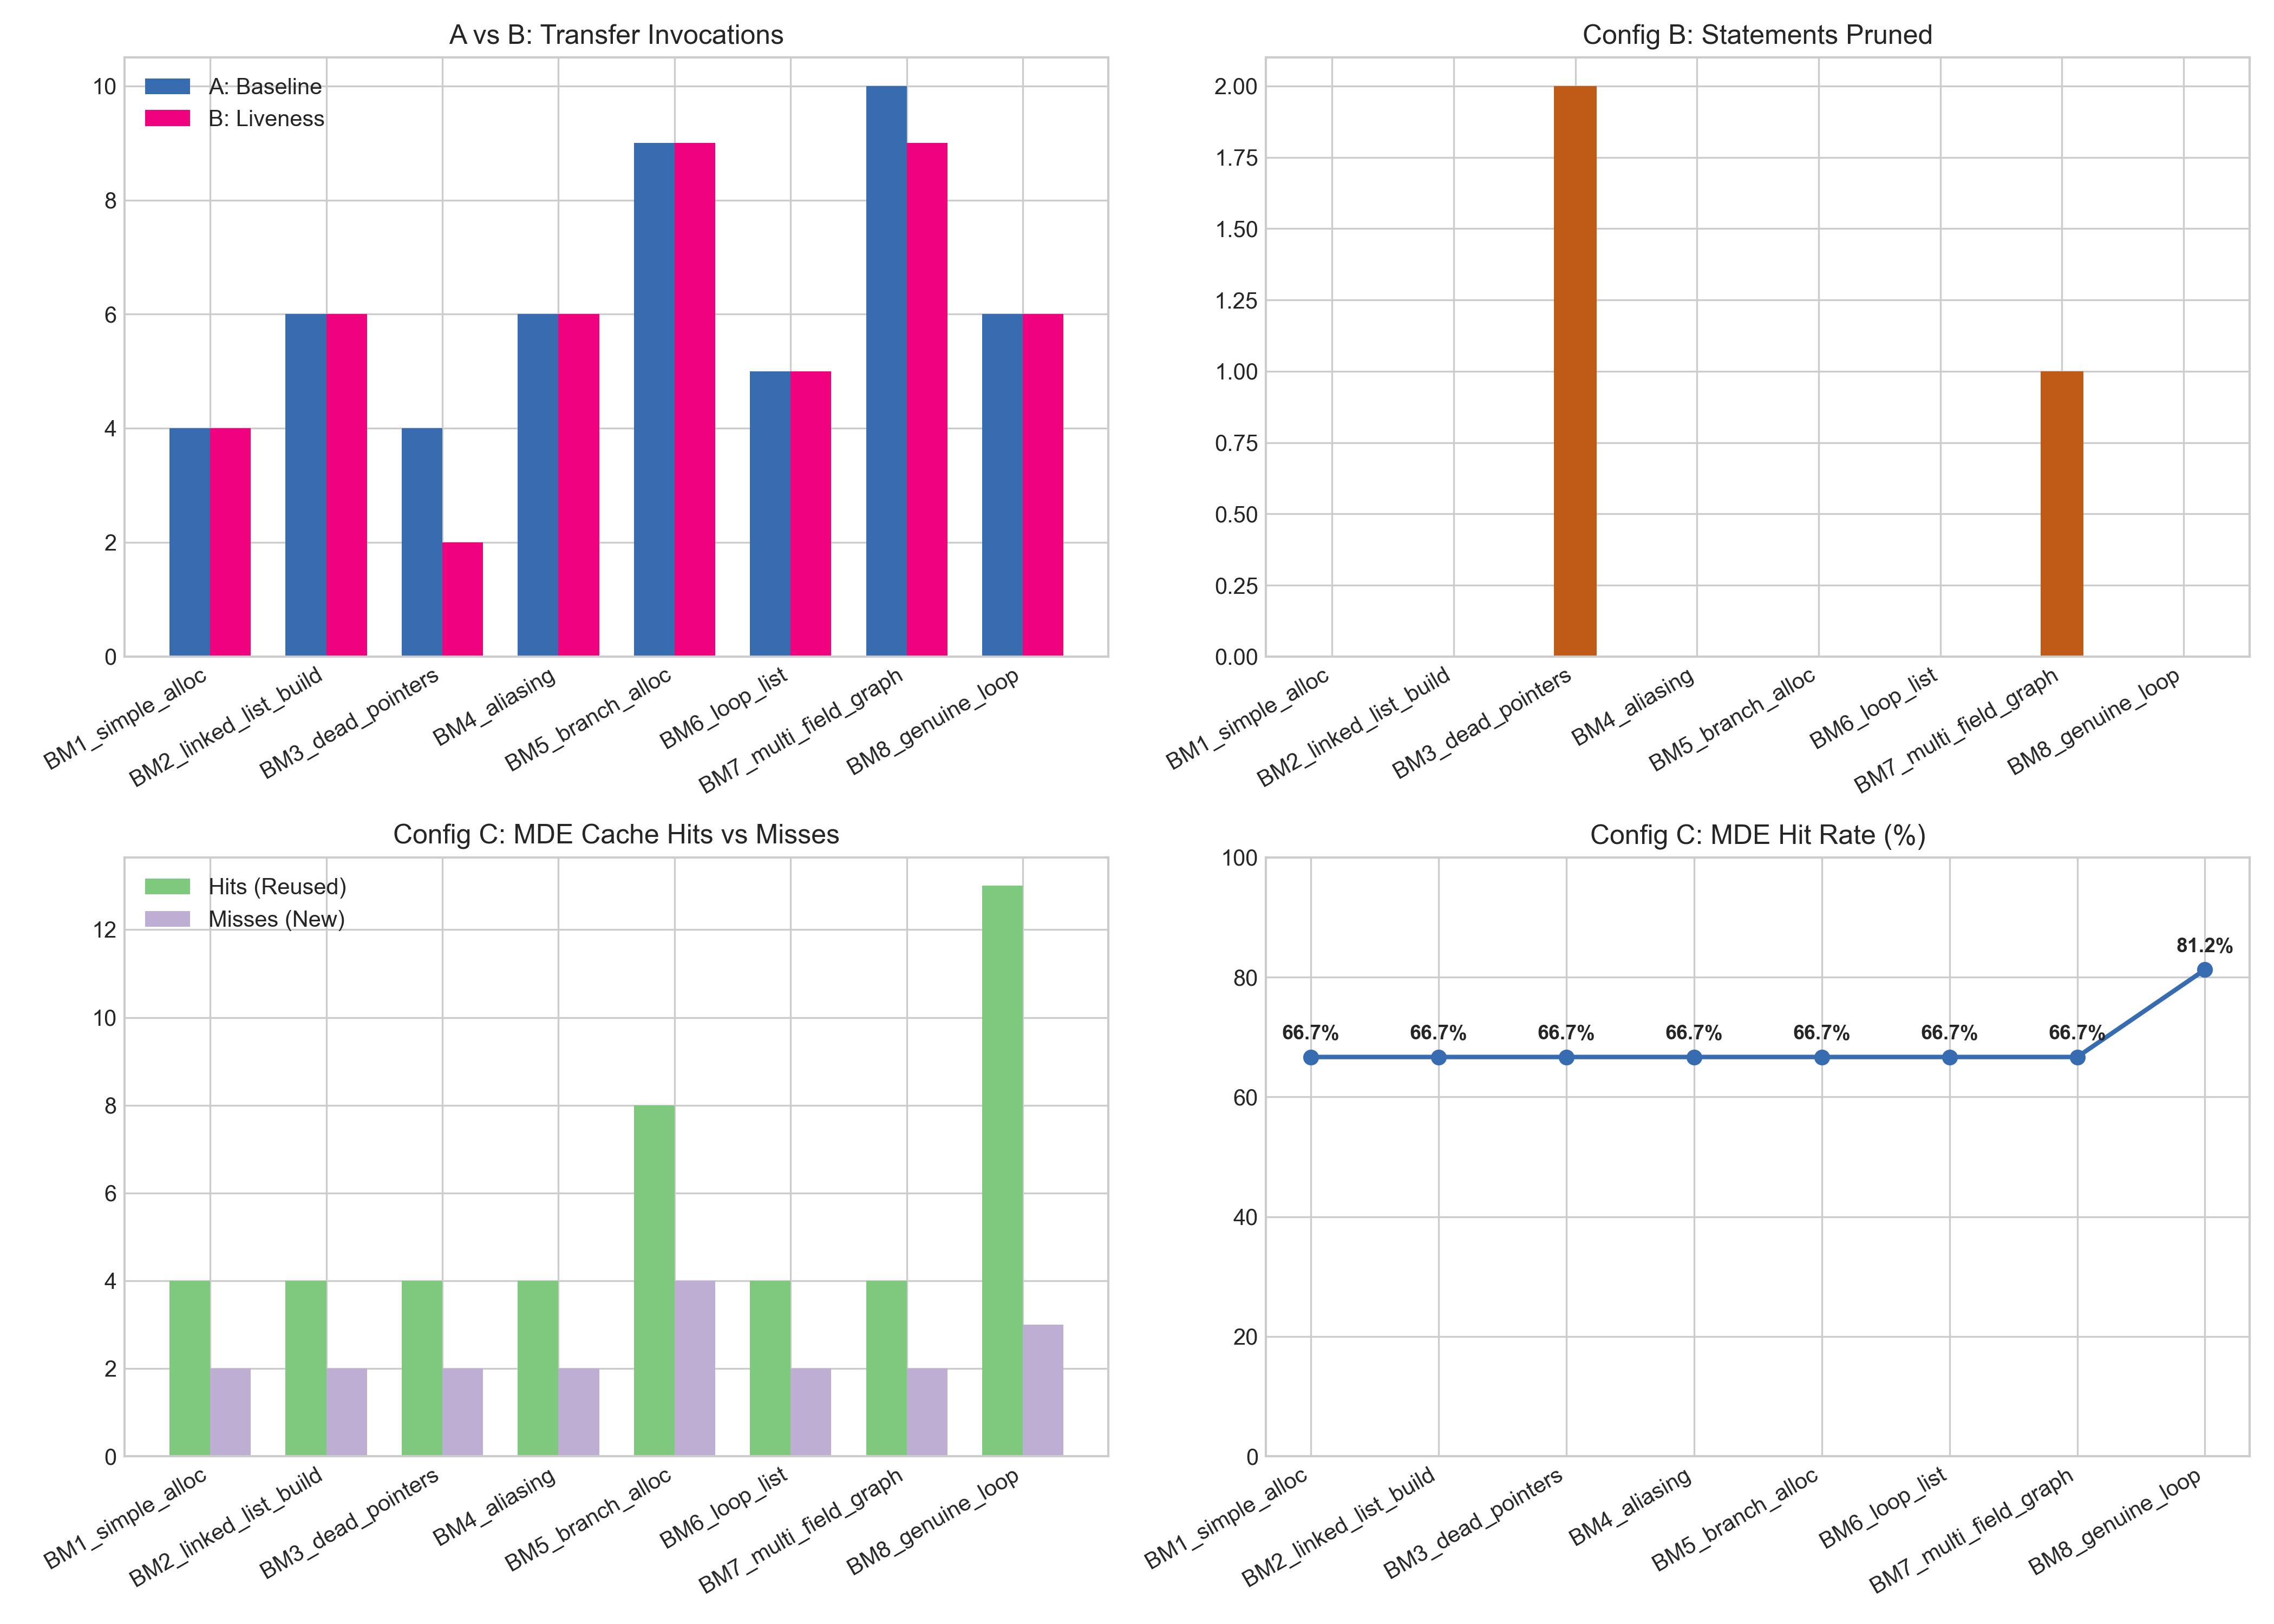 A vs B: Transfer Invocations
A: Baseline
B: Liveness
10
8
6
4
2
0
BM1_simple_alloc
BM2_linked_list_build
BM3_dead_pointers
BM4_aliasing
BM5_branch_alloc
BM6_loop_list
BM7_multi_field_graph
BM8_genuine_loop
Config B: Statements Pruned
2.00
1.75
1.50
1.25
1.00
0.75
0.50
0.25
0.00
BM1_simple_alloc
BM2_linked_list_build
BM3_dead_pointers
BM4_aliasing
BM5_branch_alloc
BM6_loop_list
BM7_multi_field_graph
BM8_genuine_loop
Config C: MDE Cache Hits vs Misses
Hits (Reused)
Misses (New)
12
10
8
6
4
2
0
BM1_simple_alloc
BM2_linked_list_build
BM3_dead_pointers
BM4_aliasing
BM5_branch_alloc
BM6_loop_list
BM7_multi_field_graph
BM8_genuine_loop
Config C: MDE Hit Rate (%)
100
80
60
40
20
0
66.7%
66.7%
66.7%
66.7%
66.7%
66.7%
66.7%
81.2%
BM1_simple_alloc
BM2_linked_list_build
BM3_dead_pointers
BM4_aliasing
BM5_branch_alloc
BM6_loop_list
BM7_multi_field_graph
BM8_genuine_loop